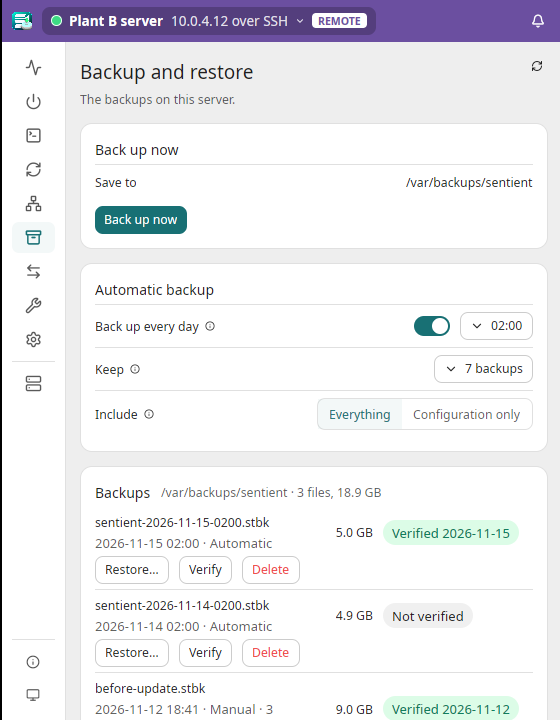 Plant B server 10.0.4.12 over SSH REMOTE
Backup and restore
The backups on this server.
Back up now
Save to /var/backups/sentient
Back up now
Automatic backup
Back up every day 02:00
Keep 7 backups
Include Everything Configuration only
Backups /var/backups/sentient · 3 files, 18.9 GB
sentient-2026-11-15-0200.stbk
5.0 GB Verified 2026-11-15
2026-11-15 02:00 · Automatic
Restore... Verify Delete
sentient-2026-11-14-0200.stbk
4.9 GB Not verified
2026-11-14 02:00 · Automatic
Restore... Verify Delete
before-update.stbk
2026-11-12 18:41 · Manual · 3 9.0 GB Verified 2026-11-12